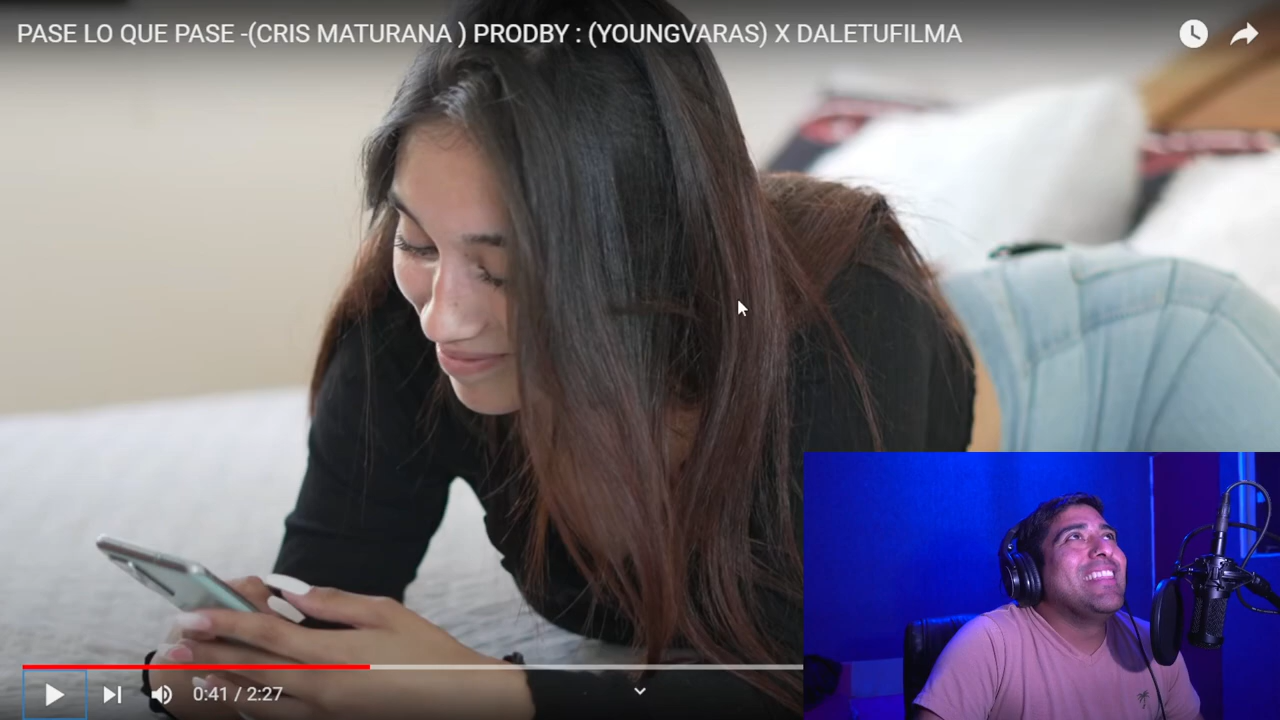 PASE LO QUE PASE -(CRIS MATURANA ) PRODBY : (YOUNGVARAS) X DALETUFILMA
0:41 / 2:27